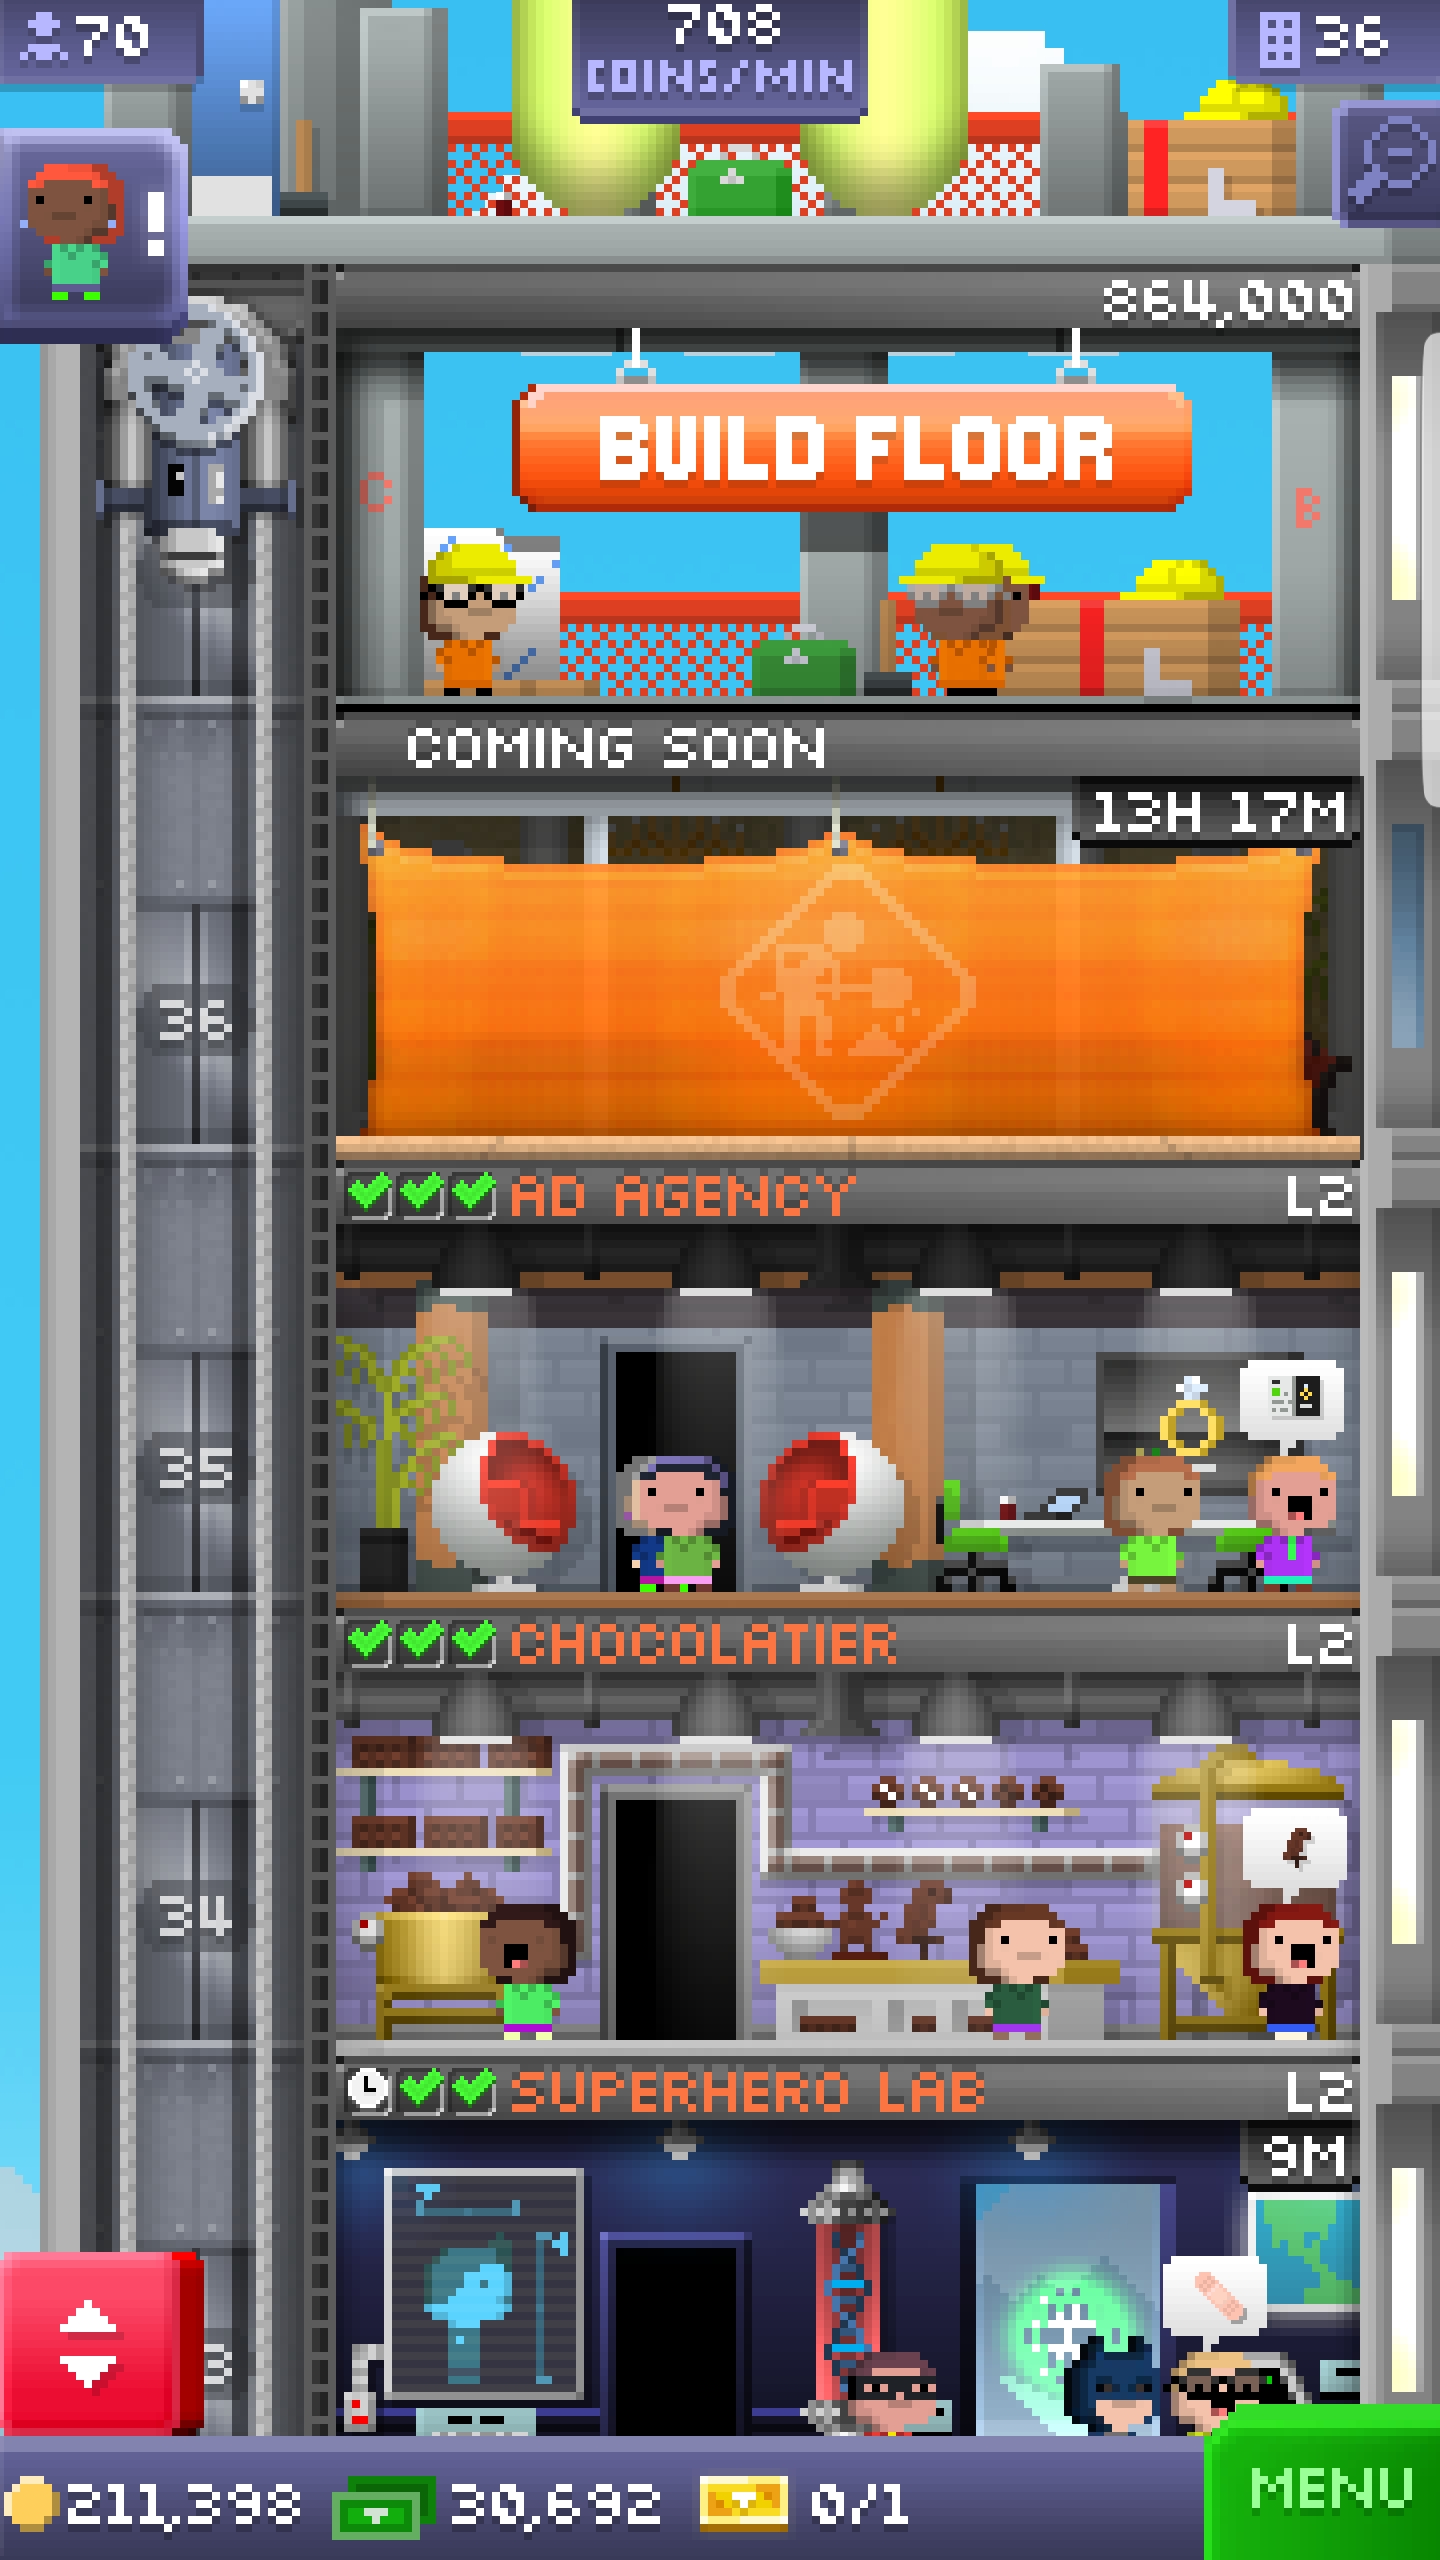 70
708
COINS/MIN
36
!
864,000
BUILD FLOOR
C
B
COMING SOON
13H 17M
36
AD AGENCY L2
35
CHOCOLATIER L2
34
SUPERHERO LAB L2
9M
3
211,398 30,692 0/1
MENU